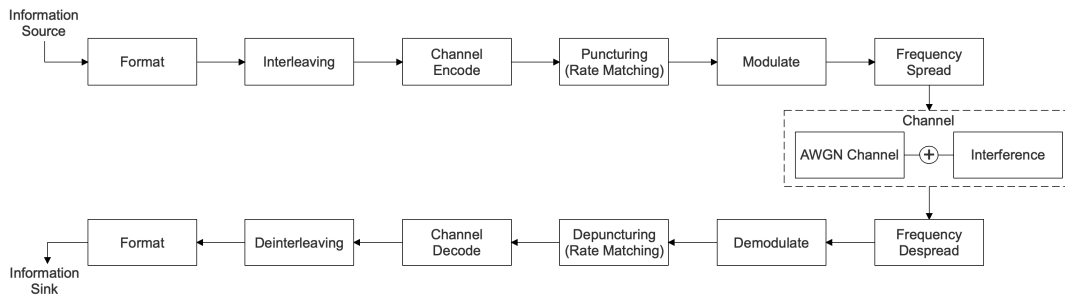 Information
Source
Format
Interleaving
Channel
Encode
Puncturing
(Rate Matching)
Modulate
Frequency
Spread
Channel
AWGN Channel
+
Interference
Format
Deinterleaving
Channel
Decode
Depuncturing
(Rate Matching)
Demodulate
Frequency
Despread
Information
Sink